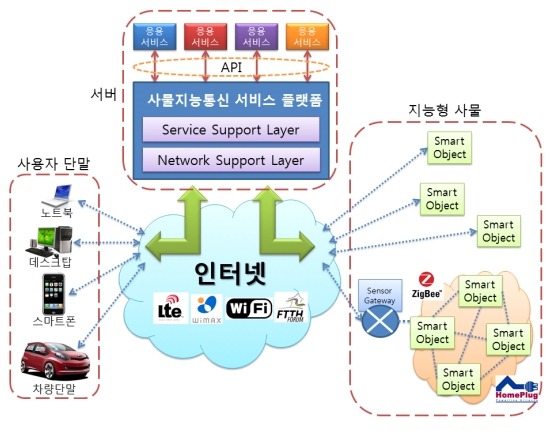 응용
서비스
응용
서비스
응용
서비스
응용
서비스
API
서버
사물지능통신 서비스 플랫폼
Service Support Layer
Network Support Layer
사용자 단말
노트북
데스크탑
스마트폰
차량단말
인터넷
Lte
WiMAX
Wi Fi
FTTH
FORUM
지능형 사물
Smart
Object
Smart
Object
Smart
Object
Sensor
Gateway
ZigBee™
Smart
Object
Smart
Object
Smart
Object
Smart
Object
HomePlug